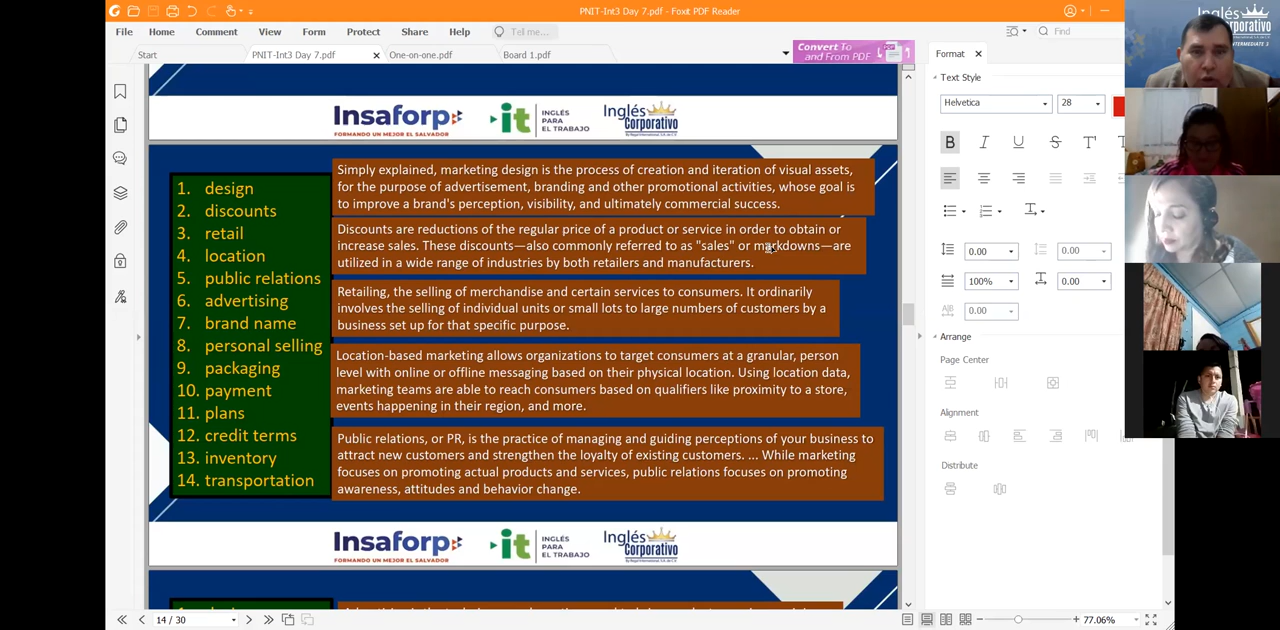 PNIT-Int3 Day 7.pdf - Foxit PDF Reader
File Home Comment View Form Protect Share Help Tell me... Find
Start PNIT-Int3 Day 7.pdf One-on-one.pdf Board 1.pdf
Convert To and From PDF
Insaforp
FORMANDO UN MEJOR EL SALVADOR
it INGLÉS PARA EL TRABAJO
Inglés Corporativo
1. design
2. discounts
3. retail
4. location
5. public relations
6. advertising
7. brand name
8. personal selling
9. packaging
10. payment
11. plans
12. credit terms
13. inventory
14. transportation
Simply explained, marketing design is the process of creation and iteration of visual assets,
for the purpose of advertisement, branding and other promotional activities, whose goal is
to improve a brand's perception, visibility, and ultimately commercial success.
Discounts are reductions of the regular price of a product or service in order to obtain or
increase sales. These discounts—also commonly referred to as "sales" or markdowns—are
utilized in a wide range of industries by both retailers and manufacturers.
Retailing, the selling of merchandise and certain services to consumers. It ordinarily
involves the selling of individual units or small lots to large numbers of customers by a
business set up for that specific purpose.
Location-based marketing allows organizations to target consumers at a granular, person
level with online or offline messaging based on their physical location. Using location data,
marketing teams are able to reach consumers based on qualifiers like proximity to a store,
events happening in their region, and more.
Public relations, or PR, is the practice of managing and guiding perceptions of your business to
attract new customers and strengthen the loyalty of existing customers. ... While marketing
focuses on promoting actual products and services, public relations focuses on promoting
awareness, attitudes and behavior change.
Insaforp
FORMANDO UN MEJOR EL SALVADOR
it INGLÉS PARA EL TRABAJO
Inglés Corporativo
14 / 30
77.06%
Format
Text Style
Helvetica 28
0.00 0.00
100% 0.00
0.00
Arrange
Page Center
Alignment
Distribute
Inglés
Corporativo